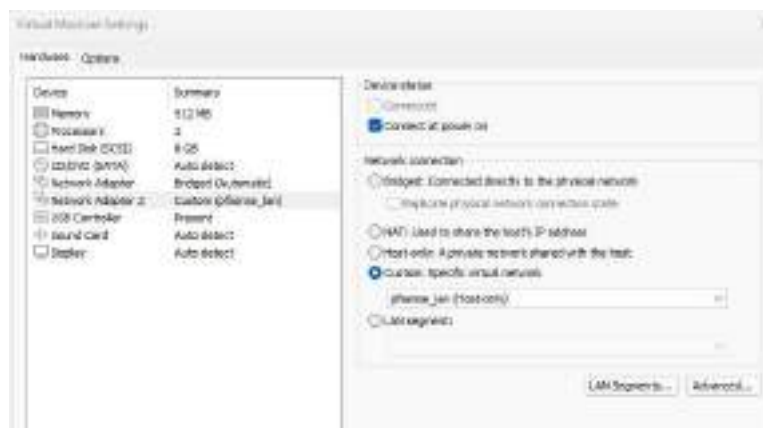 Virtual Machine Settings
Hardware Options
Device Summary
Memory 512 MB
Processors 2
Hard Disk (SCSI) 8 GB
CD/DVD (SATA) Auto detect
Network Adapter Bridged (Automatic)
Network Adapter 2 Custom (pfsense_lan)
USB Controller Present
Sound Card Auto detect
Display Auto detect
Device status
Connected
Connect at power on
Network connection
Bridged: Connected directly to the physical network
Replicate physical network connection state
NAT: Used to share the host's IP address
Host-only: A private network shared with the host
Custom: Specific virtual network
pfsense_lan (Host-only)
LAN segment:
LAN Segments... Advanced...